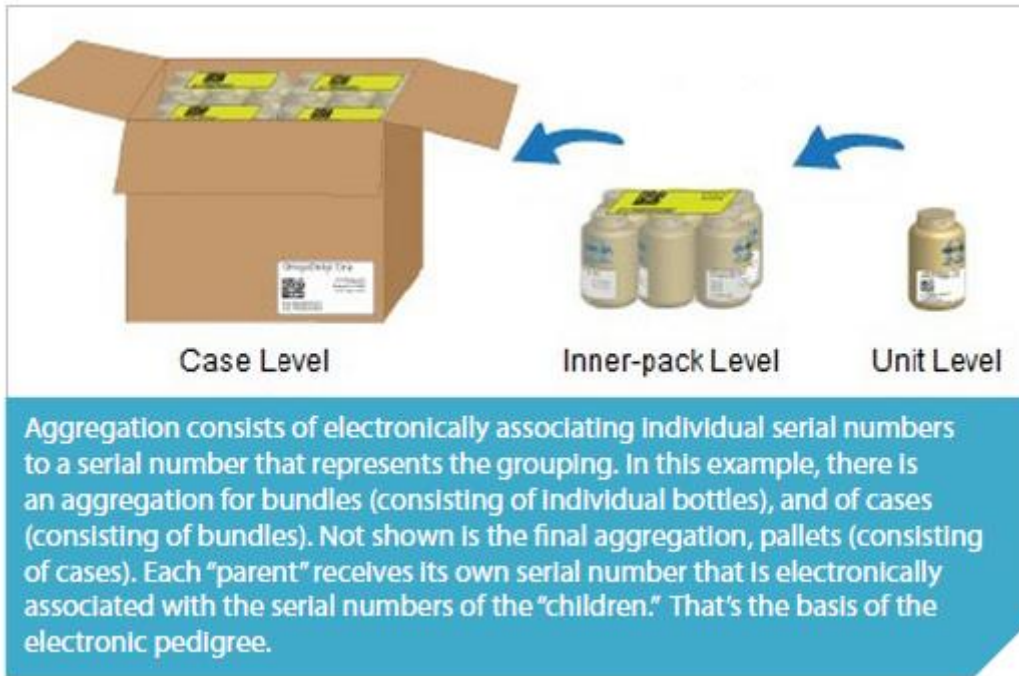 Case Level
Inner-pack Level
Unit Level
Aggregation consists of electronically associating individual serial numbers
to a serial number that represents the grouping. In this example, there is
an aggregation for bundles (consisting of individual bottles), and of cases
(consisting of bundles). Not shown is the final aggregation, pallets (consisting
of cases). Each “parent” receives its own serial number that is electronically
associated with the serial numbers of the “children.” That’s the basis of the
electronic pedigree.